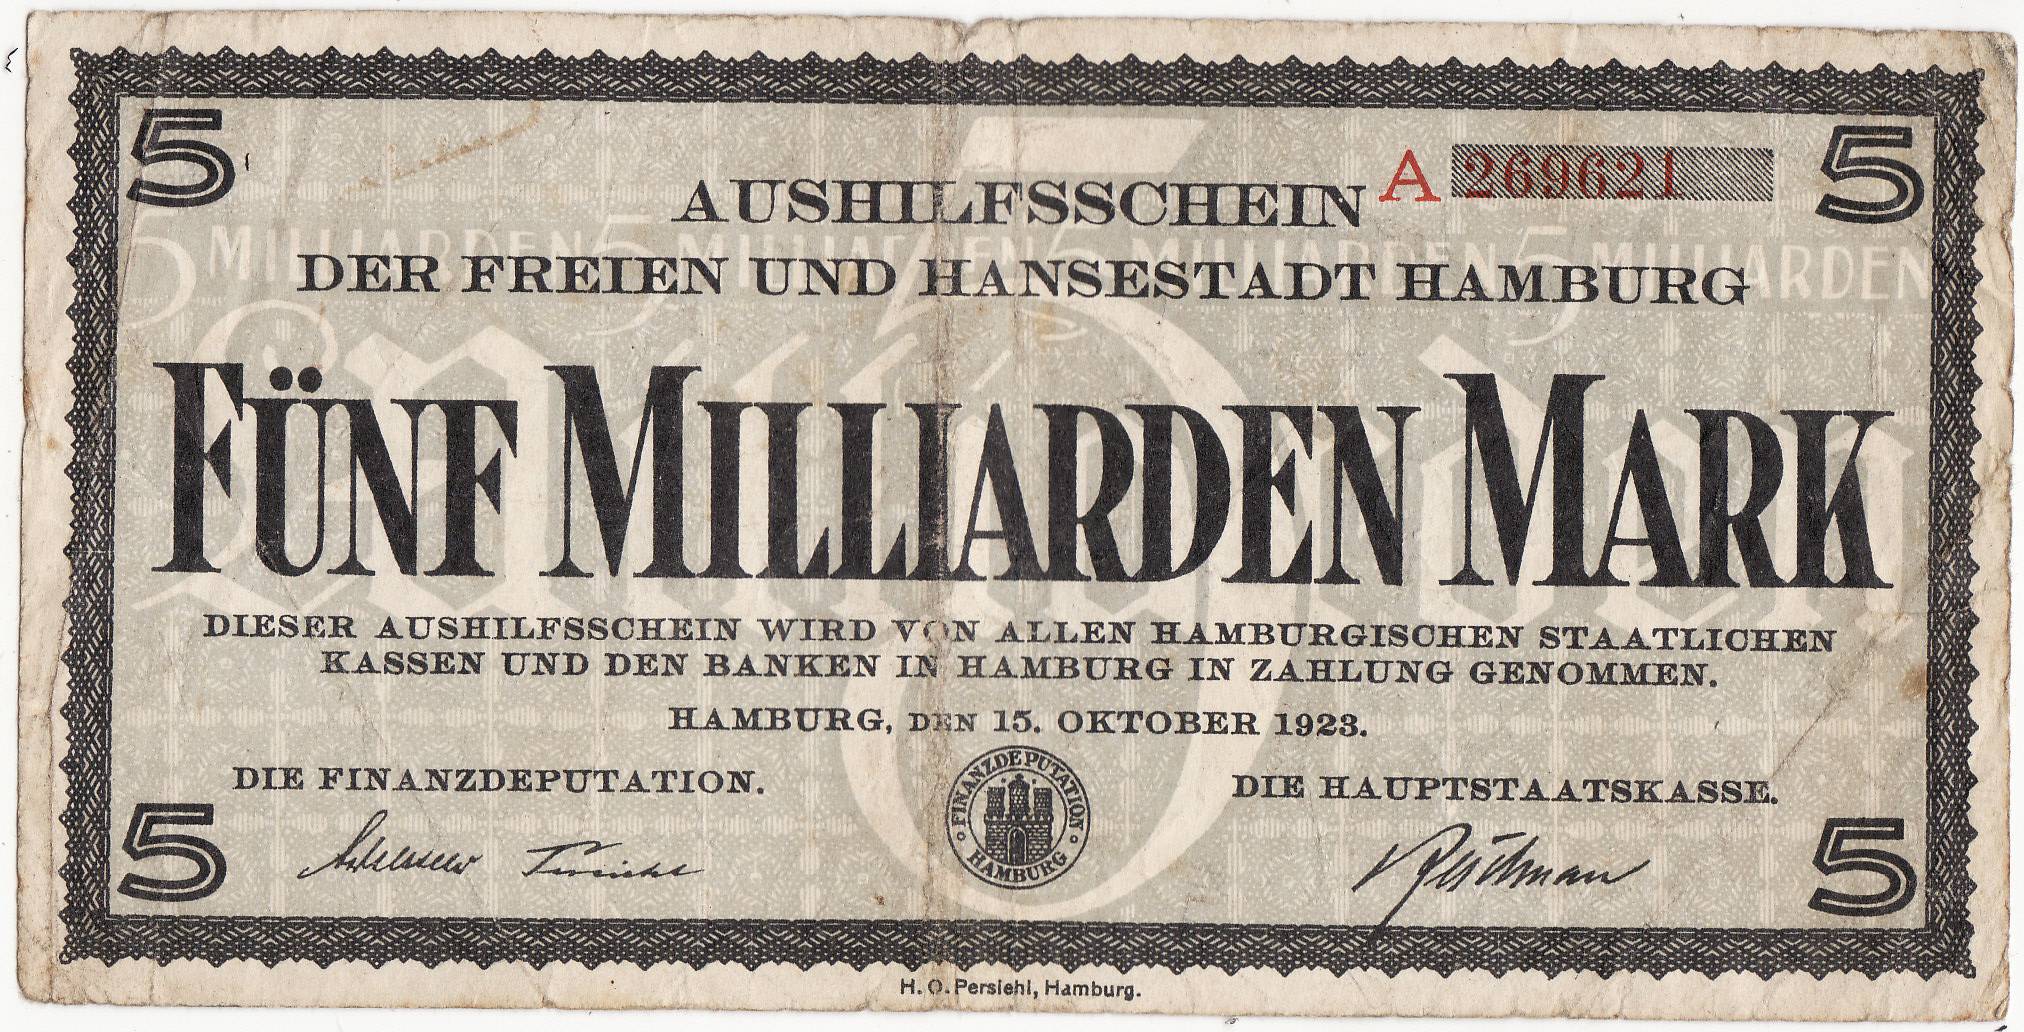 5 5
A 269621
AUSHILFSSCHEIN
5 MILLIARDEN 5 MILLIARDEN 5 MILLIARDEN 5 MILLIARDEN
DER FREIEN UND HANSESTADT HAMBURG
FÜNF MILLIARDEN MARK
DIESER AUSHILFSSCHEIN WIRD VON ALLEN HAMBURGISCHEN STAATLICHEN
KASSEN UND DEN BANKEN IN HAMBURG IN ZAHLUNG GENOMMEN.
HAMBURG, DEN 15. OKTOBER 1923.
DIE FINANZDEPUTATION.
DIE HAUPTSTAATSKASSE.
FINANZDEPUTATION
HAMBURG
5 5
H. O. Persiehl, Hamburg.